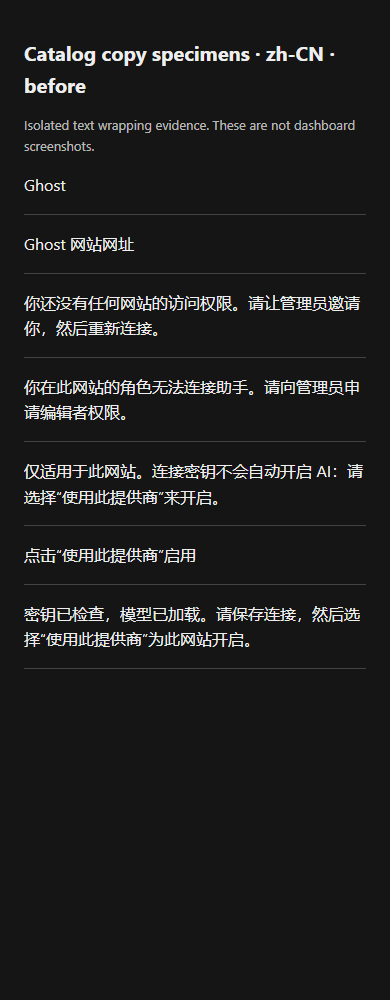 Catalog copy specimens · zh-CN ·
before
Isolated text wrapping evidence. These are not dashboard
screenshots.
Ghost
Ghost 网站网址
你还没有任何网站的访问权限。请让管理员邀请
你，然后重新连接。
你在此网站的角色无法连接助手。请向管理员申
请编辑者权限。
仅适用于此网站。连接密钥不会自动开启 AI：请
选择“使用此提供商”来开启。
点击“使用此提供商”启用
密钥已检查，模型已加载。请保存连接，然后选
择“使用此提供商”为此网站开启。